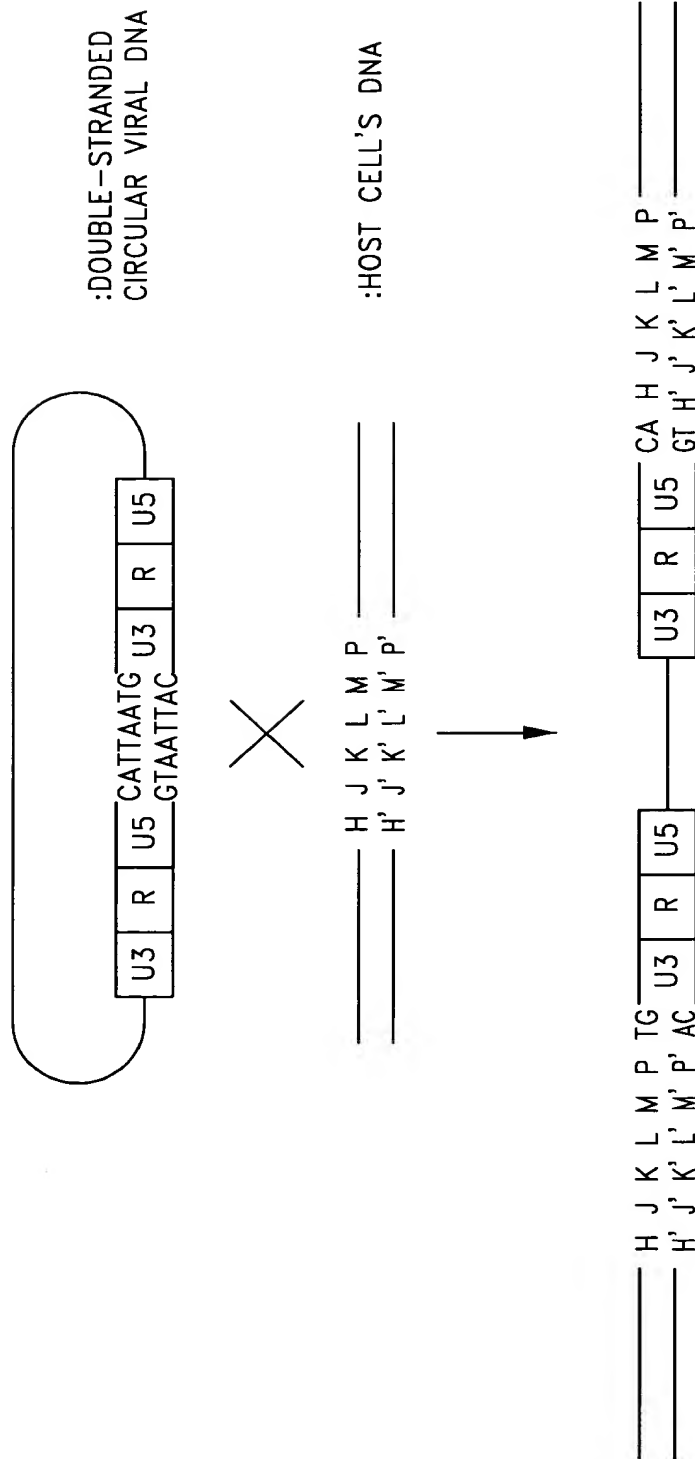 :DOUBLE-STRANDED
CIRCULAR VIRAL DNA
U3 R U5 CATTAATG U3 R U5
GTAATTAC
:HOST CELL'S DNA
H J K L M P
H' J' K' L' M' P'
H J K L M P TG U3 R U5 U3 R U5 CA H J K L M P
H' J' K' L' M' P' AC GT H' J' K' L' M' P'